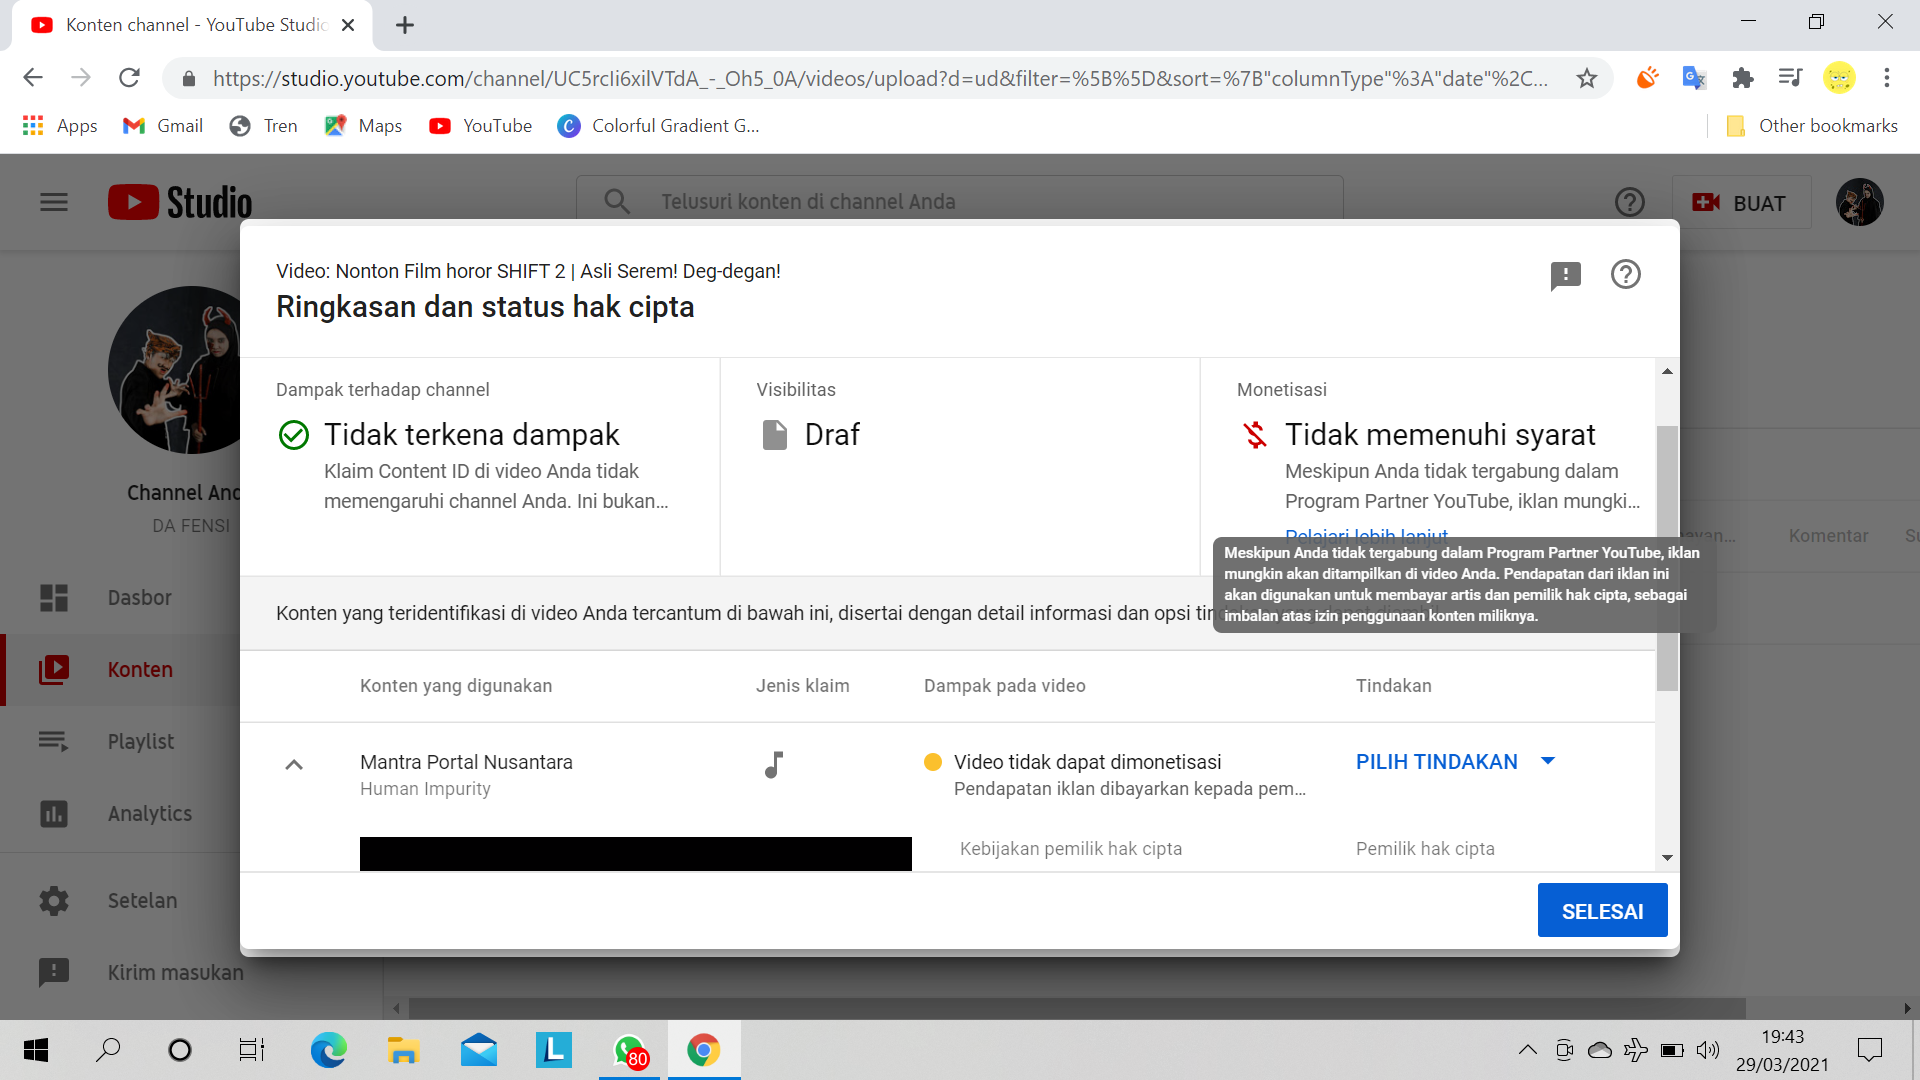 Konten channel - YouTube Studio
https://studio.youtube.com/channel/UC5rcIi6xilVTdA_-_Oh5_0A/videos/upload?d=ud&filter=%5B%5D&sort=%7B"columnType"%3A"date"%2C...
Apps
Gmail
Tren
Maps
YouTube
Colorful Gradient G...
Other bookmarks
Studio
Telusuri konten di channel Anda
BUAT
Video: Nonton Film horor SHIFT 2 | Asli Serem! Deg-degan!
Ringkasan dan status hak cipta
Dampak terhadap channel
Tidak terkena dampak
Klaim Content ID di video Anda tidak
memengaruhi channel Anda. Ini bukan...
Visibilitas
Draf
Monetisasi
Tidak memenuhi syarat
Meskipun Anda tidak tergabung dalam
Program Partner YouTube, iklan mungki...
Pelajari lebih lanjut
Meskipun Anda tidak tergabung dalam Program Partner YouTube, iklan
mungkin akan ditampilkan di video Anda. Pendapatan dari iklan ini
akan digunakan untuk membayar artis dan pemilik hak cipta, sebagai
imbalan atas izin penggunaan konten miliknya.
Konten yang teridentifikasi di video Anda tercantum di bawah ini, disertai dengan detail informasi dan opsi
Konten yang digunakan
Jenis klaim
Dampak pada video
Tindakan
Mantra Portal Nusantara
Human Impurity
Video tidak dapat dimonetisasi
Pendapatan iklan dibayarkan kepada pem...
PILIH TINDAKAN
Kebijakan pemilik hak cipta
Pemilik hak cipta
SELESAI
Channel And
DA FENSI
Dasbor
Konten
Playlist
Analytics
Setelan
Kirim masukan
Komentar
80
19:43
29/03/2021